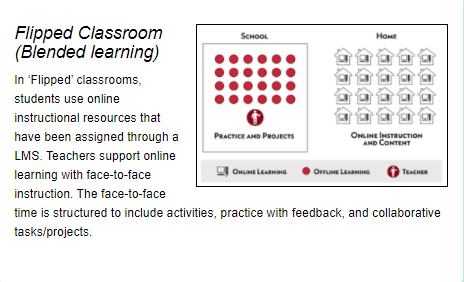 Flipped Classroom
(Blended learning)
In ‘Flipped’ classrooms,
students use online
instructional resources that
have been assigned through a
LMS. Teachers support online
learning with face-to-face
instruction. The face-to-face
time is structured to include activities, practice with feedback, and collaborative
tasks/projects.
School
Practice and Projects
Home
Online Instruction
and Content
Online Learning
Offline Learning
Teacher